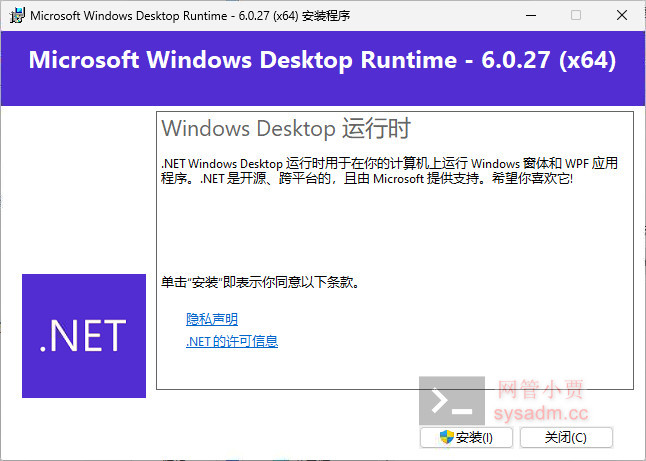 Microsoft Windows Desktop Runtime - 6.0.27 (x64) 安装程序
Microsoft Windows Desktop Runtime - 6.0.27 (x64)
Windows Desktop 运行时
.NET Windows Desktop 运行时用于在你的计算机上运行 Windows 窗体和 WPF 应用
程序。.NET 是开源、跨平台的，且由 Microsoft 提供支持。希望你喜欢它!
单击“安装”即表示你同意以下条款。
隐私声明
.NET 的许可信息
.NET
网管小贾
sysadm.cc
安装(I)
关闭(C)